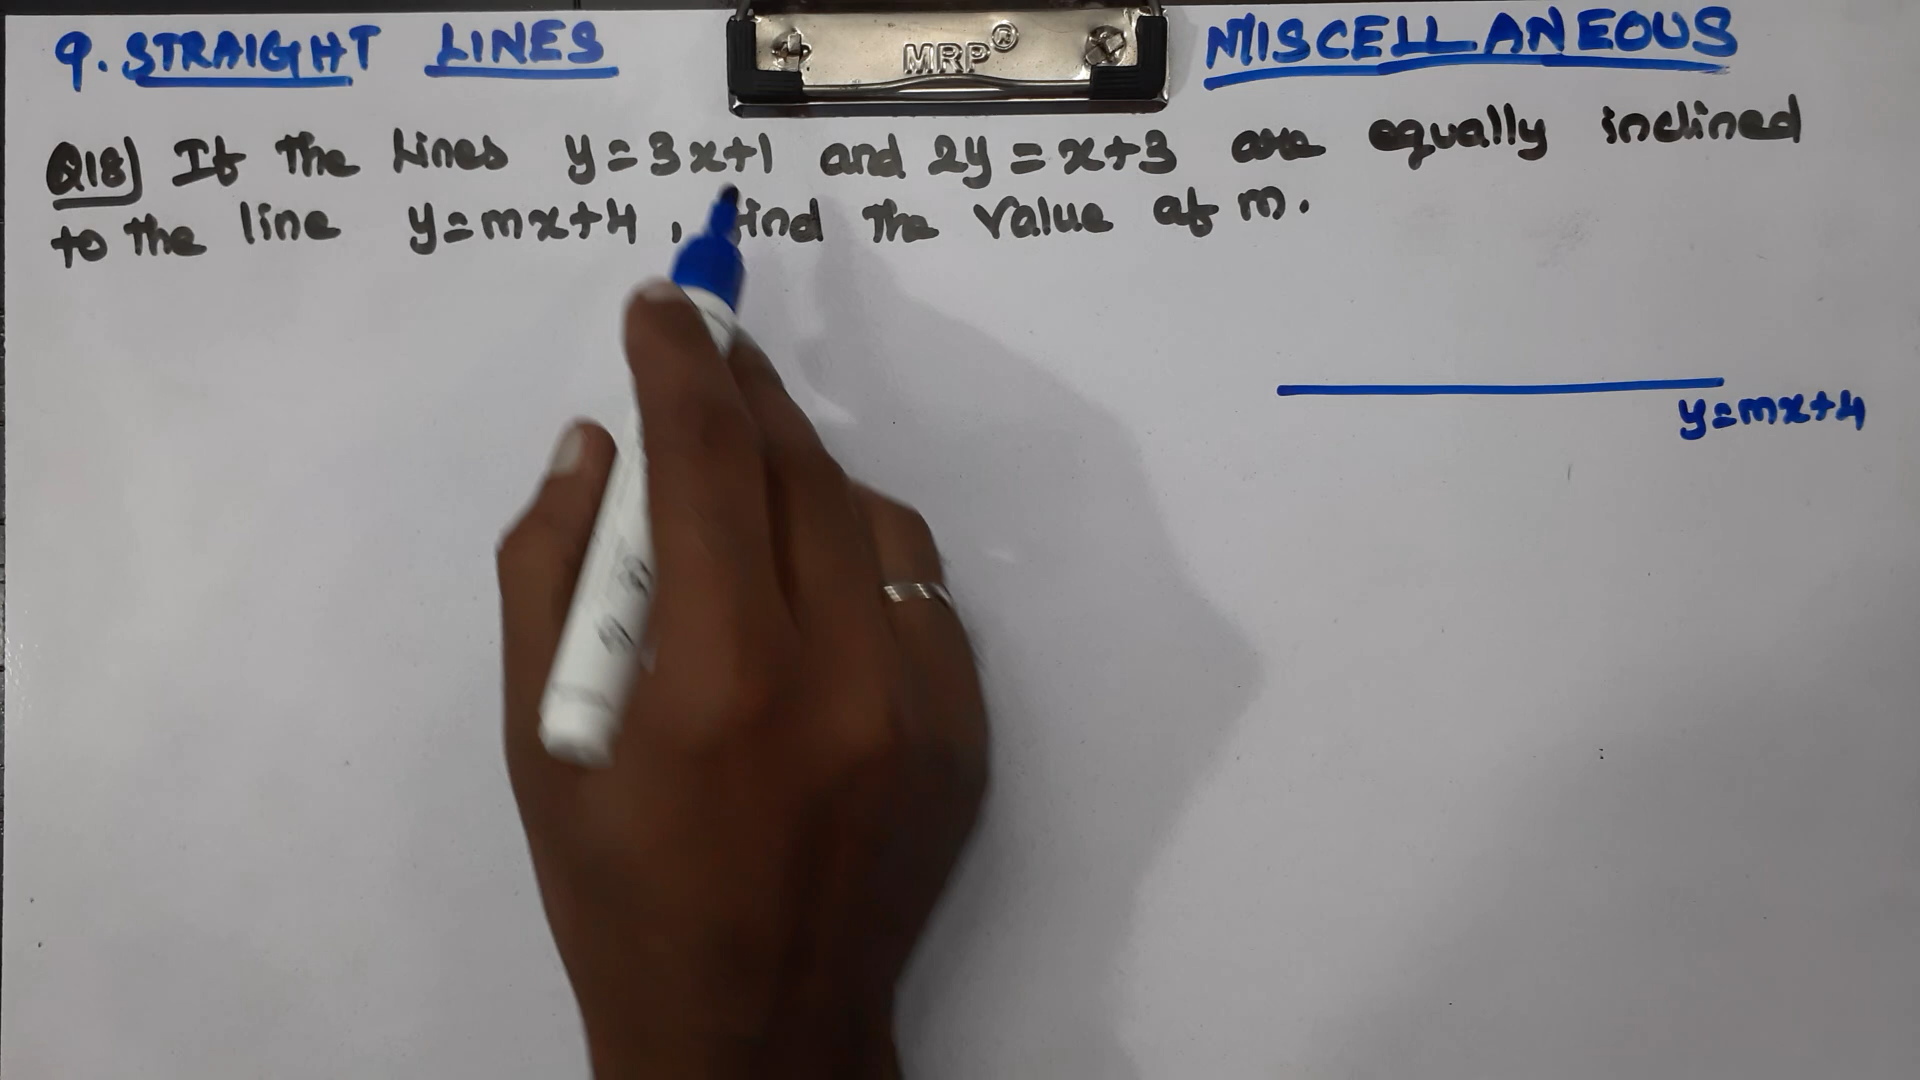 9. STRAIGHT LINES
MRP®
MISCELLANEOUS
Q18) If the lines y=3x+1 and 2y=x+3 are equally inclined
to the line y=mx+4, find the value of m.
y=mx+4